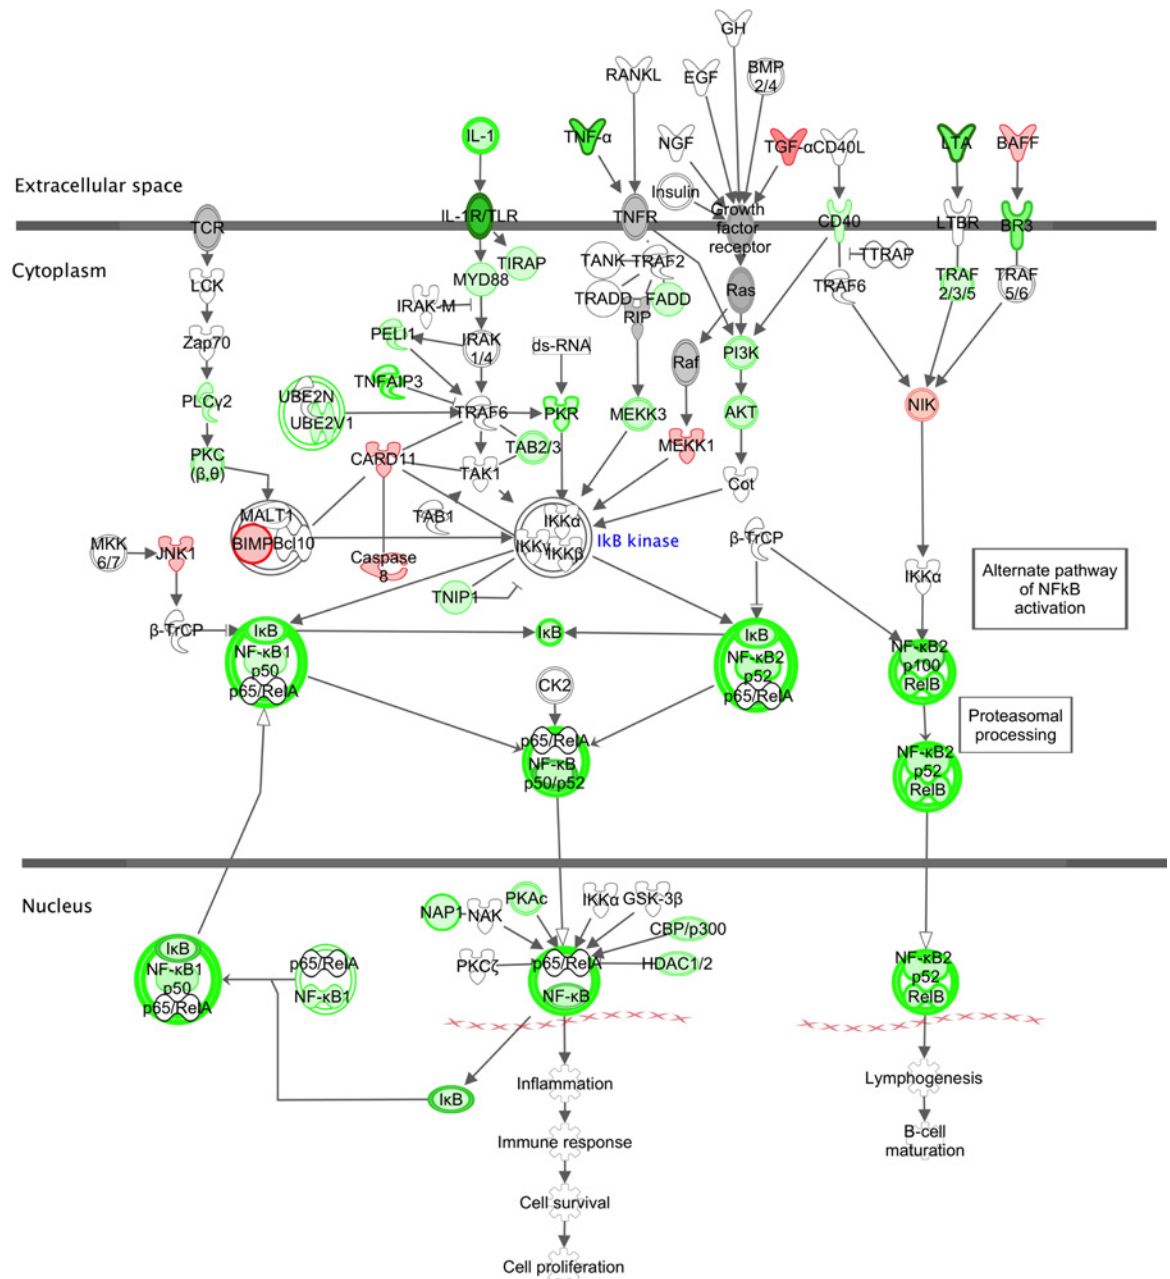 GH
RANKL
EGF
BMP
2/4
IL-1
TNF-α
NGF
TGF-α
CD40L
LTA
BAFF
Extracellular space
Insulin
TCR
IL-1R/TLR
TNFR
Growth
factor
receptor
CD40
LTBR
BR3
Cytoplasm
LCK
MYD88
TIRAP
TANK
TRAF2
TTRAP
TRAF6
TRAF
2/3/5
TRAF
5/6
IRAK-M
TRADD
FADD
RIP
Ras
Zap70
PELI1
IRAK
1/4
ds-RNA
Raf
PI3K
TNFAIP3
PLCγ2
UBE2N
UBE2V1
TRAF6
PKR
MEKK3
AKT
NIK
PKC
(β,θ)
CARD11
TAB2/3
TAK1
MEKK1
Cot
MALT1
BIMP
Bcl10
TAB1
IKKα
IKKγ
IKKβ
IkB kinase
β-TrCP
MKK
6/7
JNK1
Caspase
8
IKKα
Alternate pathway
of NFkB
activation
TNIP1
β-TrCP
IκB
NF-κB1
p50
p65/RelA
IκB
IκB
NF-κB2
p52
p65/RelA
NF-κB2
p100
RelB
CK2
Proteasomal
processing
p65/RelA
NF-κB
p50/p52
NF-κB2
p52
RelB
Nucleus
NAP1
NAK
PKAc
IKKα
GSK-3β
CBP/p300
IκB
NF-κB1
p50
p65/RelA
p65/RelA
NF-κB1
PKCζ
p65/RelA
NF-κB
HDAC1/2
NF-κB2
p52
RelB
IκB
Inflammation
Lymphogenesis
Immune response
B-cell
maturation
Cell survival
Cell proliferation